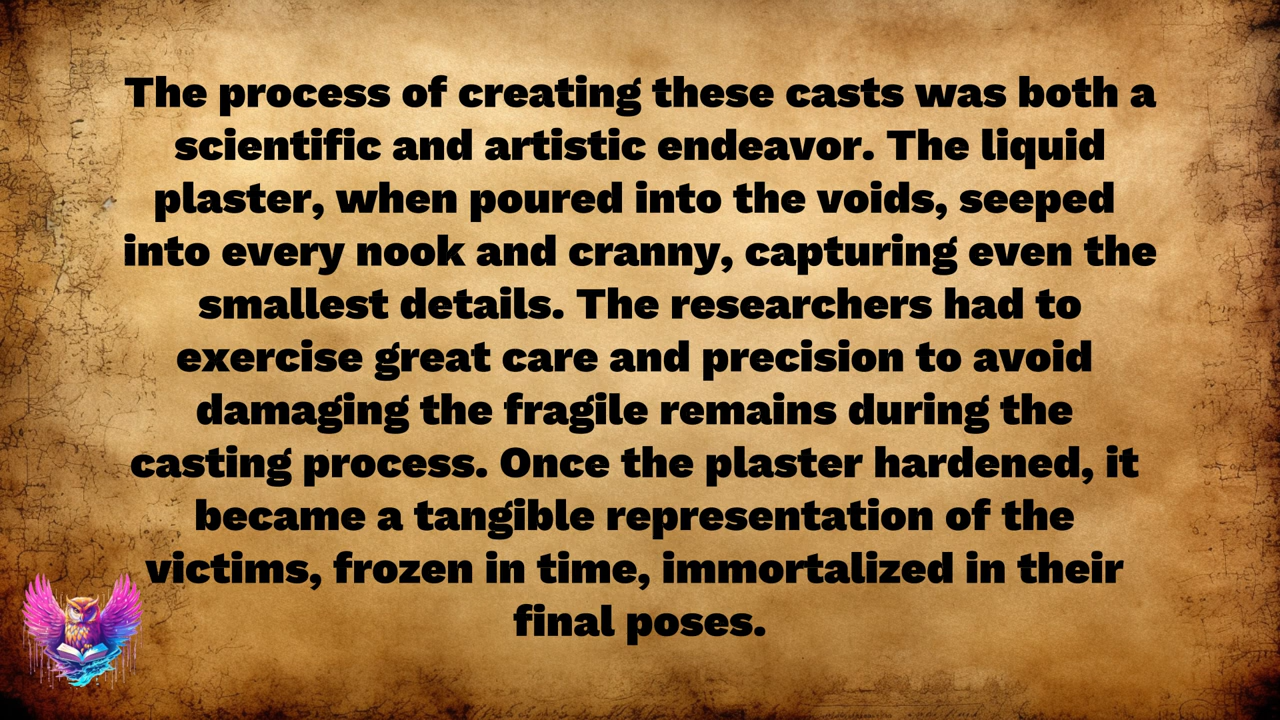 The process of creating these casts was both a
scientific and artistic endeavor. The liquid
plaster, when poured into the voids, seeped
into every nook and cranny, capturing even the
smallest details. The researchers had to
exercise great care and precision to avoid
damaging the fragile remains during the
casting process. Once the plaster hardened, it
became a tangible representation of the
victims, frozen in time, immortalized in their
final poses.